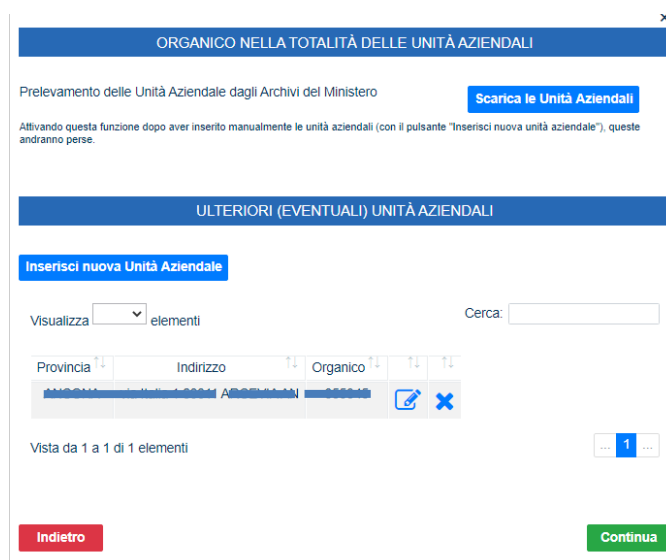 ORGANICO NELLA TOTALITÀ DELLE UNITÀ AZIENDALI
Prelevamento delle Unità Aziendale dagli Archivi del Ministero
Scarica le Unità Aziendali
Attivando questa funzione dopo aver inserito manualmente le unità aziendali (con il pulsante "Inserisci nuova unità aziendale"), queste
andranno perse.
ULTERIORI (EVENTUALI) UNITÀ AZIENDALI
Inserisci nuova Unità Aziendale
Visualizza elementi
Cerca:
Provincia Indirizzo Organico
Vista da 1 a 1 di 1 elementi
... 1 ...
Indietro
Continua